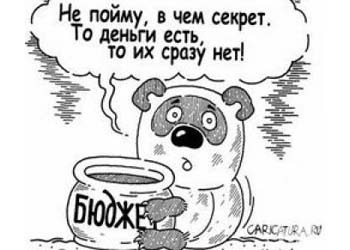 Не пойму, в чем секрет.
То деньги есть,
то их сразу нет!
БЮДЖЕ
CARICATURA.RU